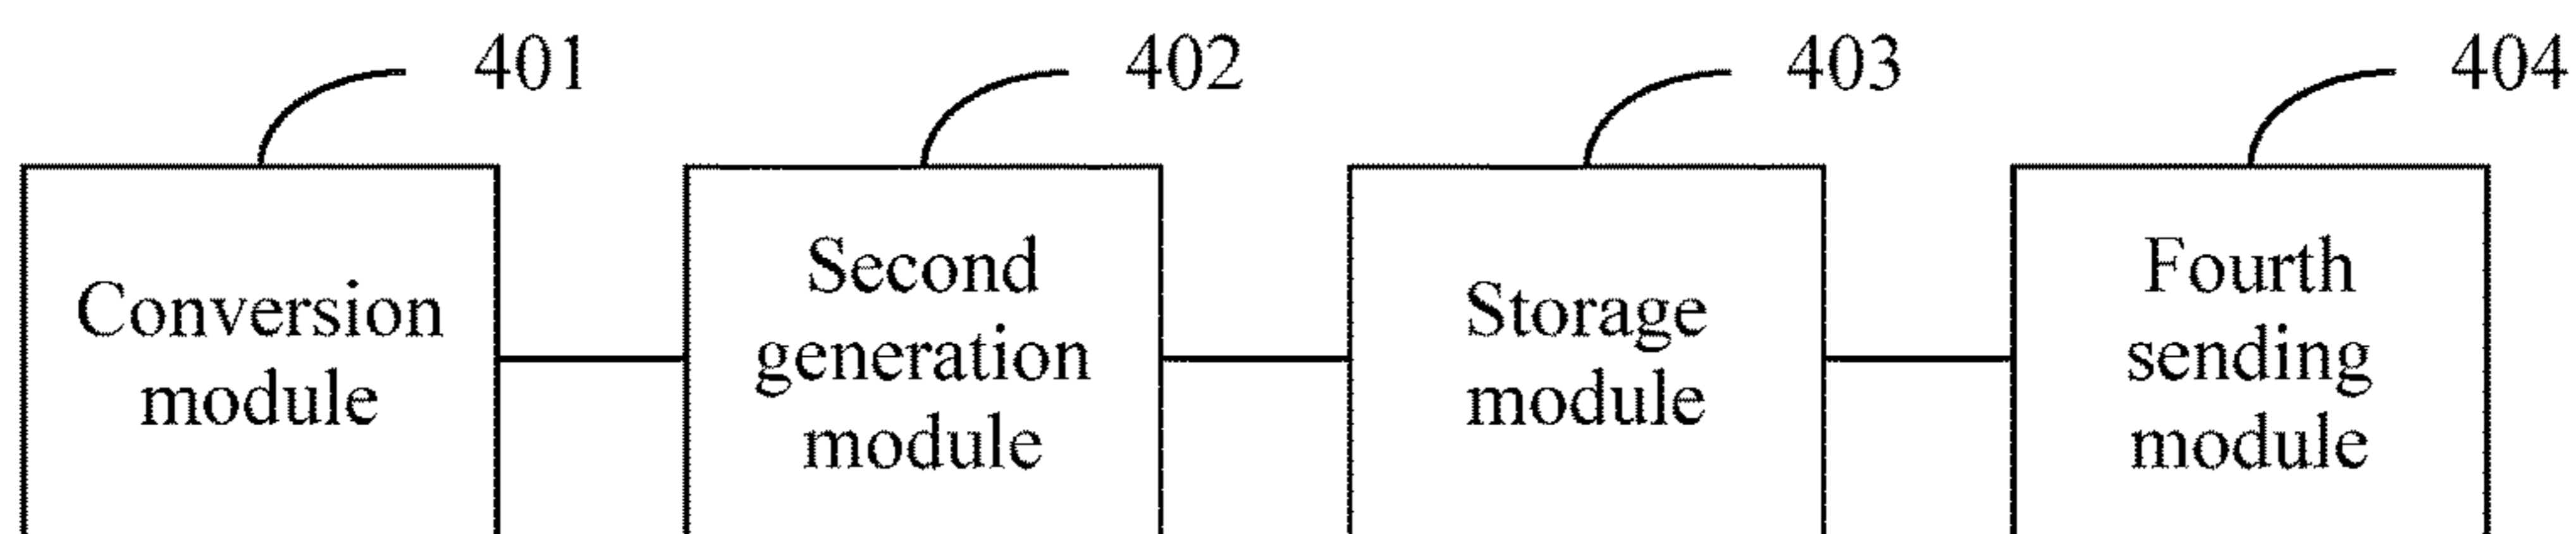 401
402
403
404
Conversion
module
Second
generation
module
Storage
module
Fourth
sending
module